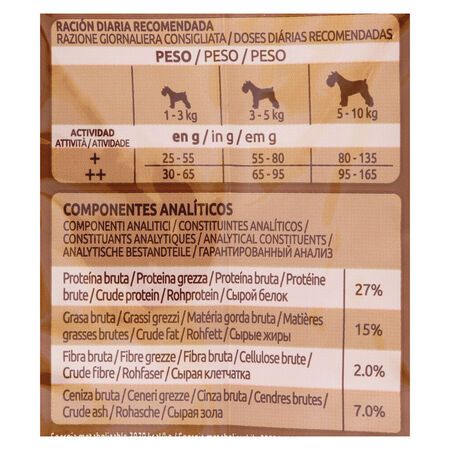 RACIÓN DIARIA RECOMENDADA
RAZIONE GIORNALIERA CONSIGLIATA / DOSES DIÁRIAS RECOMENDADAS
PESO / PESO / PESO
1 - 3 kg 3 - 5 kg 5 - 10 kg
ACTIVIDAD
ATTIVITÀ / ATIVIDADE en g / in g / em g
+ 25 - 55 55 - 80 80 - 135
++ 30 - 65 65 - 95 95 - 165
COMPONENTES ANALÍTICOS
COMPONENTI ANALITICI / CONSTITUINTES ANALÍTICOS /
CONSTITUANTS ANALYTIQUES / ANALYTICAL CONSTITUENTS /
ANALYTISCHE BESTANDTEILE / ГАРАНТИРОВАННЫЙ АНАЛИЗ
Proteína bruta / Proteina grezza / Proteína bruta / Protéine
brute / Crude protein / Rohprotein / Сырой белок 27%
Grasa bruta / Grassi grezzi / Matéria gorda bruta / Matières
grasses brutes / Crude fat / Rohfett / Сырые жиры 15%
Fibra bruta / Fibre grezze / Fibra bruta / Cellulose brute /
Crude fibre / Rohfaser / Сырая клетчатка 2.0%
Ceniza bruta / Ceneri grezze / Cinza bruta / Cendres brutes /
Crude ash / Rohasche / Сырая зола 7.0%